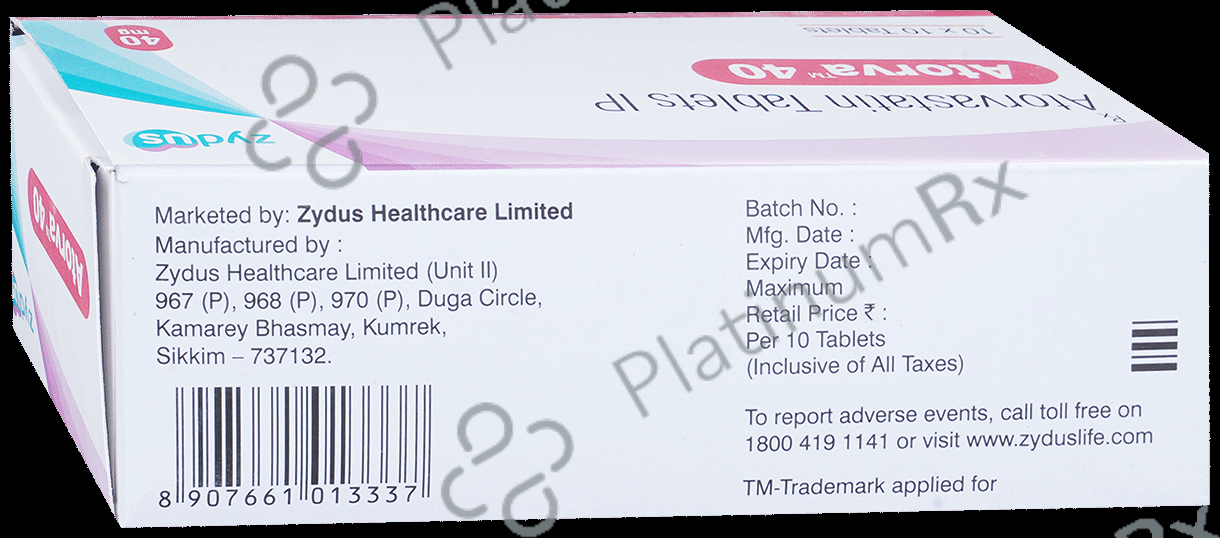 10 x 10 Tablets
Atorva™ 40
Rx
Atorvastatin Tablets IP
40
mg
zydus
Atorva 40
zydus
Marketed by: Zydus Healthcare Limited
Manufactured by :
Zydus Healthcare Limited (Unit II)
967 (P), 968 (P), 970 (P), Duga Circle,
Kamarey Bhasmay, Kumrek,
Sikkim – 737132.
8 907661 013337
Batch No. :
Mfg. Date :
Expiry Date :
Maximum
Retail Price ₹ :
Per 10 Tablets
(Inclusive of All Taxes)
To report adverse events, call toll free on
1800 419 1141 or visit www.zyduslife.com
TM-Trademark applied for
PlatinumRx